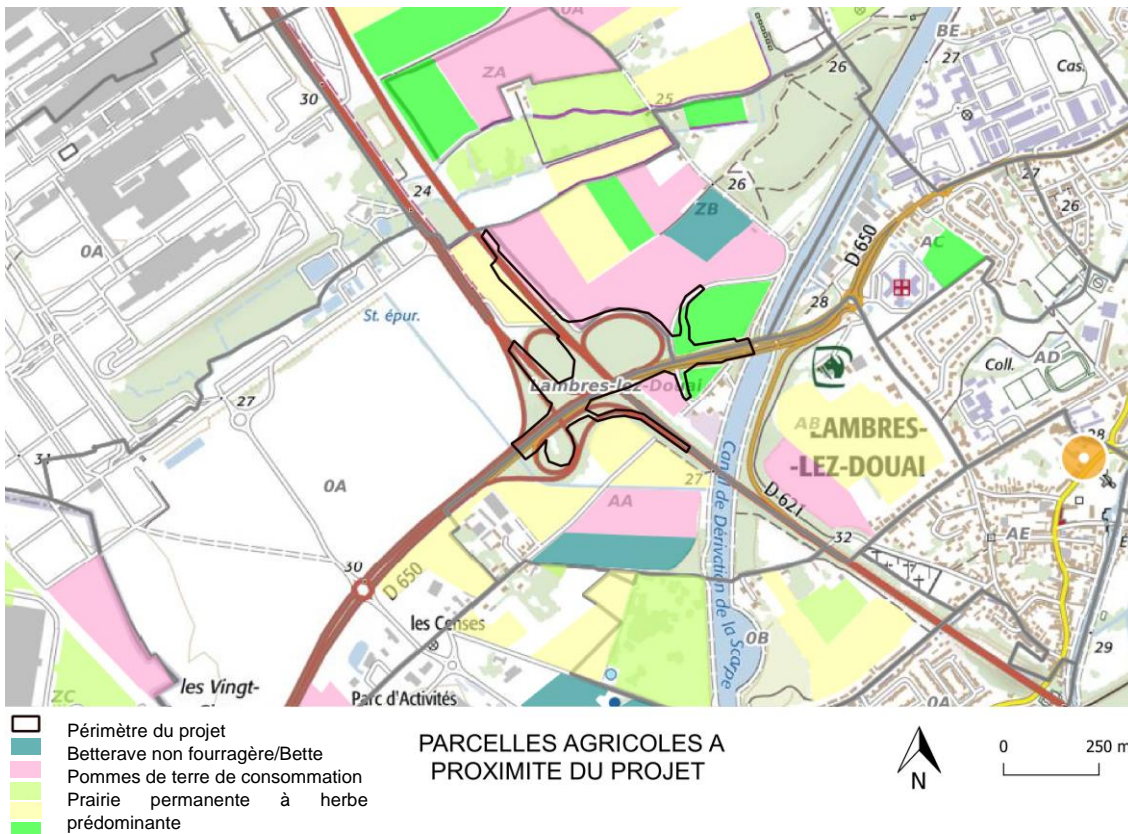 0A
BE
27
27
Cas.
ZA
26
30
25
27
26
26
24
ZB
0A
AC
D 650
St. épur.
28
Coll.
AD
Lambres-lez-Douai
27
AB
LAMBRES-
-LEZ-DOUAI
28
31
0A
27
AA
D 621
32
AE
Canal de Dérivation de la Scarpe
30
D 650
les Censes
0B
29
ZC
les Vingt-
Parc d'Activités
0A
Périmètre du projet
Betterave non fourragère/Bette
Pommes de terre de consommation
Prairie permanente à herbe
prédominante
PARCELLES AGRICOLES A
PROXIMITE DU PROJET
N
0 250 m